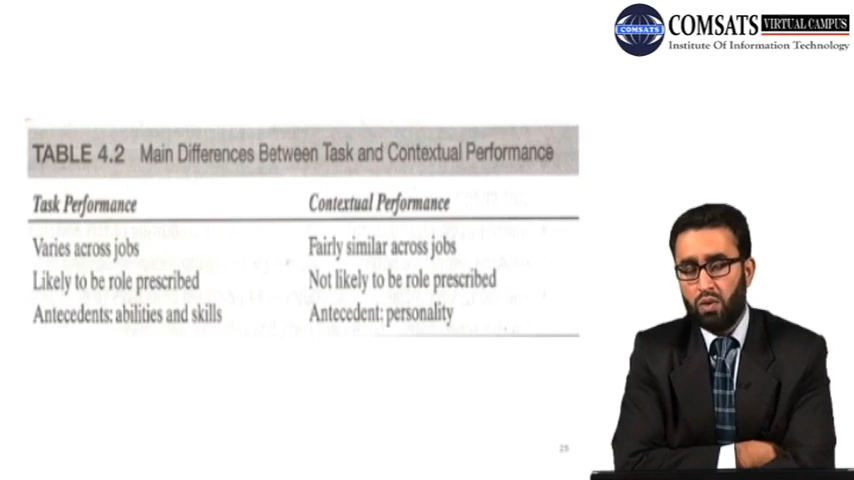 COMSATS VIRTUAL CAMPUS
COMSATS
Institute Of Information Technology
TABLE 4.2 Main Differences Between Task and Contextual Performance
Task Performance Contextual Performance
Varies across jobs Fairly similar across jobs
Likely to be role prescribed Not likely to be role prescribed
Antecedents: abilities and skills Antecedent: personality
25